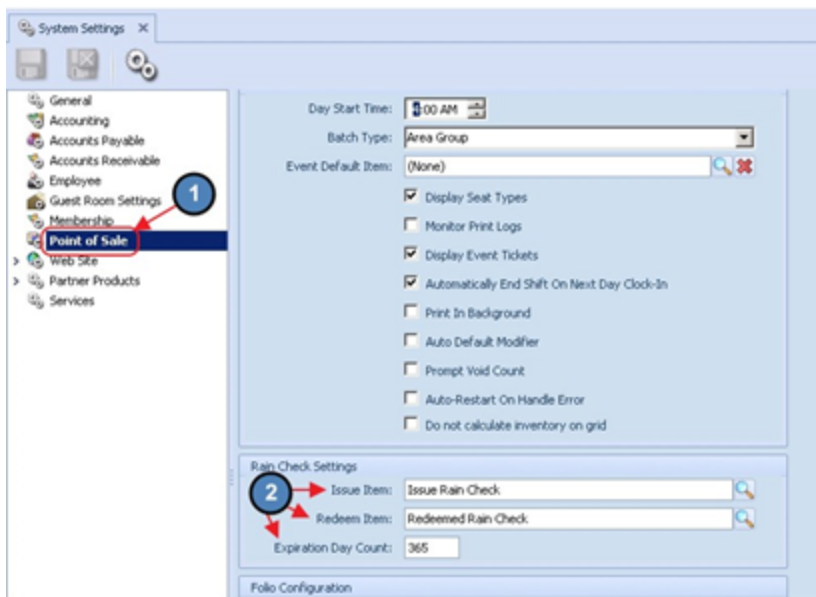 System Settings
General
Accounting
Accounts Payable
Accounts Receivable
Employee
Guest Room Settings
Membership
Point of Sale
Web Site
Partner Products
Services
1
Day Start Time: :00 AM
Batch Type: Area Group
Event Default Item: (None)
Display Seat Types
Monitor Print Logs
Display Event Tickets
Automatically End Shift On Next Day Clock-In
Print In Background
Auto Default Modifier
Prompt Void Count
Auto-Restart On Handle Error
Do not calculate inventory on grid
Rain Check Settings
2
Issue Item: Issue Rain Check
Redeem Item: Redeemed Rain Check
Expiration Day Count: 365
Folio Configuration